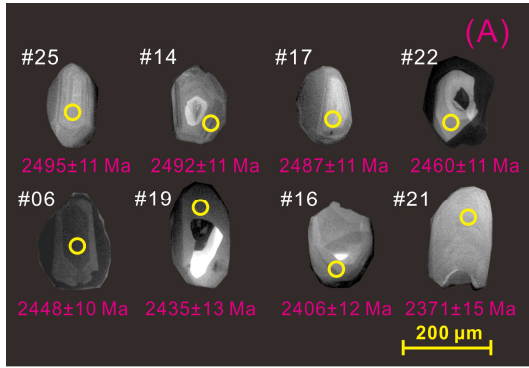 (A)
#25 #14 #17 #22
2495±11 Ma 2492±11 Ma 2487±11 Ma 2460±11 Ma
#06 #19 #16 #21
2448±10 Ma 2435±13 Ma 2406±12 Ma 2371±15 Ma
200 µm